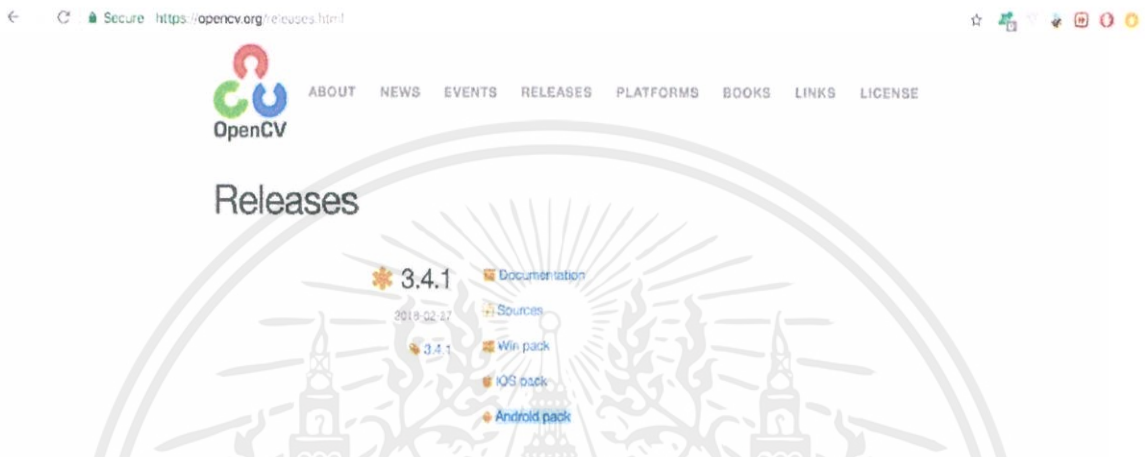 Secure https://opencv.org/releases.html
OpenCV
ABOUT NEWS EVENTS RELEASES PLATFORMS BOOKS LINKS LICENSE
Releases
3.4.1
2018-02-27
3.4.1
Documentation
Sources
Win pack
iOS pack
Android pack